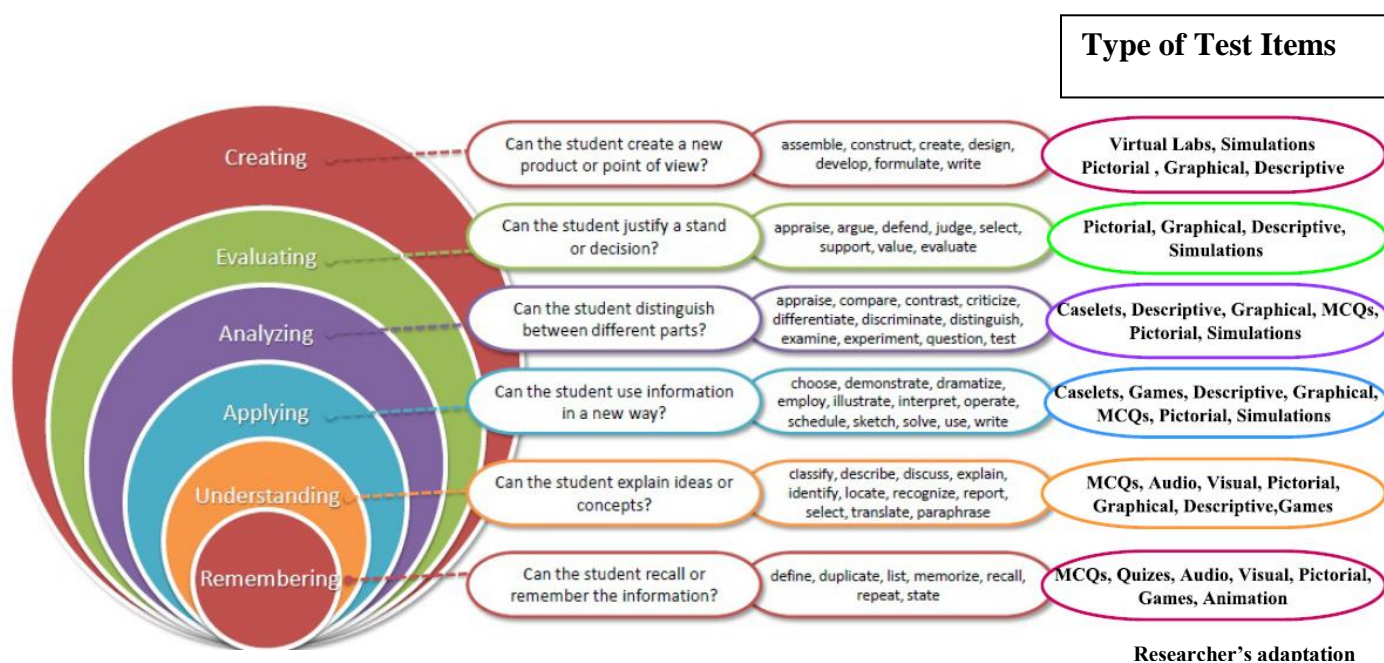 Type of Test Items
Creating
Can the student create a new
product or point of view?
assemble, construct, create, design,
develop, formulate, write
Virtual Labs, Simulations
Pictorial , Graphical, Descriptive
Evaluating
Can the student justify a stand
or decision?
appraise, argue, defend, judge, select,
support, value, evaluate
Pictorial, Graphical, Descriptive,
Simulations
Analyzing
Can the student distinguish
between different parts?
appraise, compare, contrast, criticize,
differentiate, discriminate, distinguish,
examine, experiment, question, test
Caselets, Descriptive, Graphical, MCQs,
Pictorial, Simulations
Applying
Can the student use information
in a new way?
choose, demonstrate, dramatize,
employ, illustrate, interpret, operate,
schedule, sketch, solve, use, write
Caselets, Games, Descriptive, Graphical,
MCQs, Pictorial, Simulations
Understanding
Can the student explain ideas or
concepts?
classify, describe, discuss, explain,
identify, locate, recognize, report,
select, translate, paraphrase
MCQs, Audio, Visual, Pictorial,
Graphical, Descriptive,Games
Remembering
Can the student recall or
remember the information?
define, duplicate, list, memorize, recall,
repeat, state
MCQs, Quizes, Audio, Visual, Pictorial,
Games, Animation
Researcher's adaptation